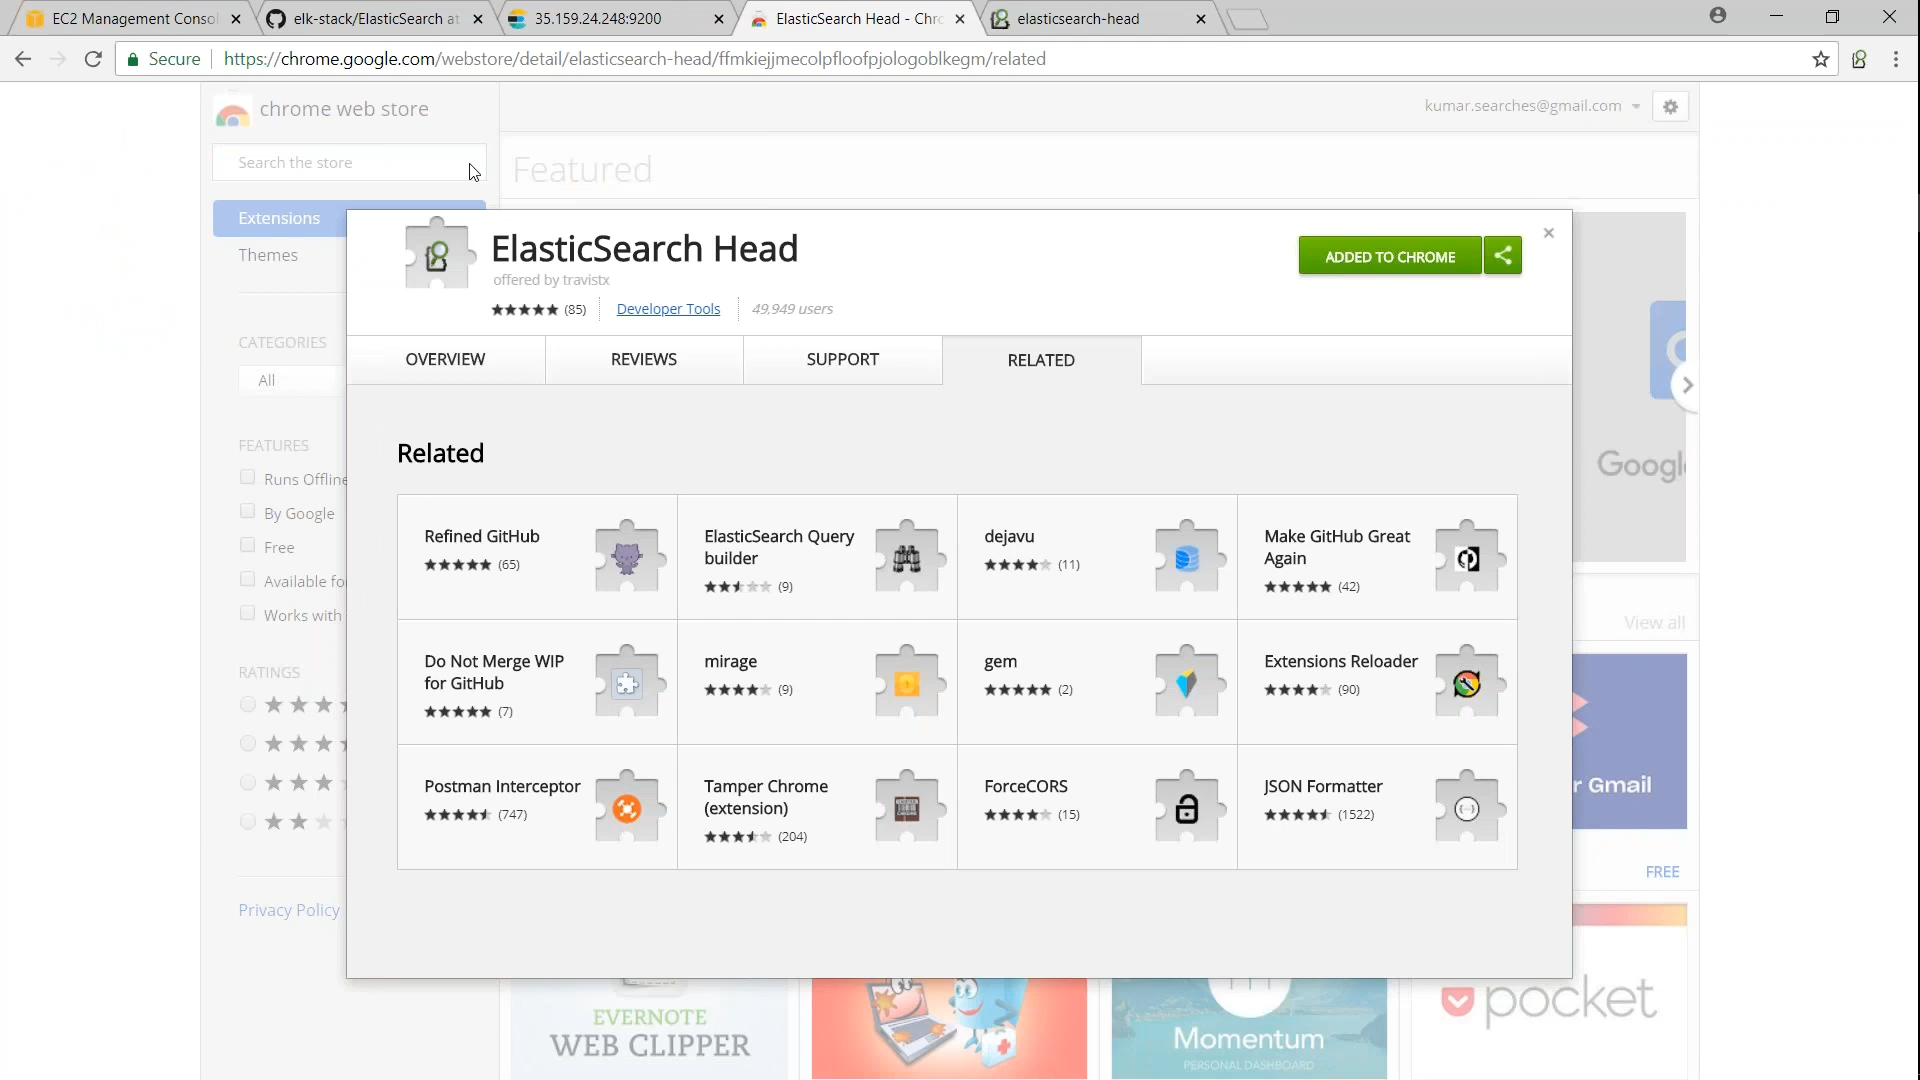 EC2 Management Consol
elk-stack/ElasticSearch at
35.159.24.248:9200
ElasticSearch Head - Chro
elasticsearch-head
Secure
https://chrome.google.com/webstore/detail/elasticsearch-head/ffmkiejjmecolpfloofpjologoblkegm/related
chrome web store
kumar.searches@gmail.com
Search the store
Featured
Extensions
Themes
CATEGORIES
All
FEATURES
Runs Offline
By Google
Free
Available fo
Works with
RATINGS
Privacy Policy
ElasticSearch Head
offered by travistx
(85)
Developer Tools
49,949 users
ADDED TO CHROME
OVERVIEW
REVIEWS
SUPPORT
RELATED
Related
Refined GitHub
(65)
ElasticSearch Query
builder
(9)
dejavu
(11)
Make GitHub Great
Again
(42)
Do Not Merge WIP
for GitHub
(7)
mirage
(9)
gem
(2)
Extensions Reloader
(90)
Postman Interceptor
(747)
Tamper Chrome
(extension)
(204)
ForceCORS
(15)
JSON Formatter
(1522)
Googl
View all
r Gmail
FREE
EVERNOTE
WEB CLIPPER
Momentum
PERSONAL DASHBOARD
pocket